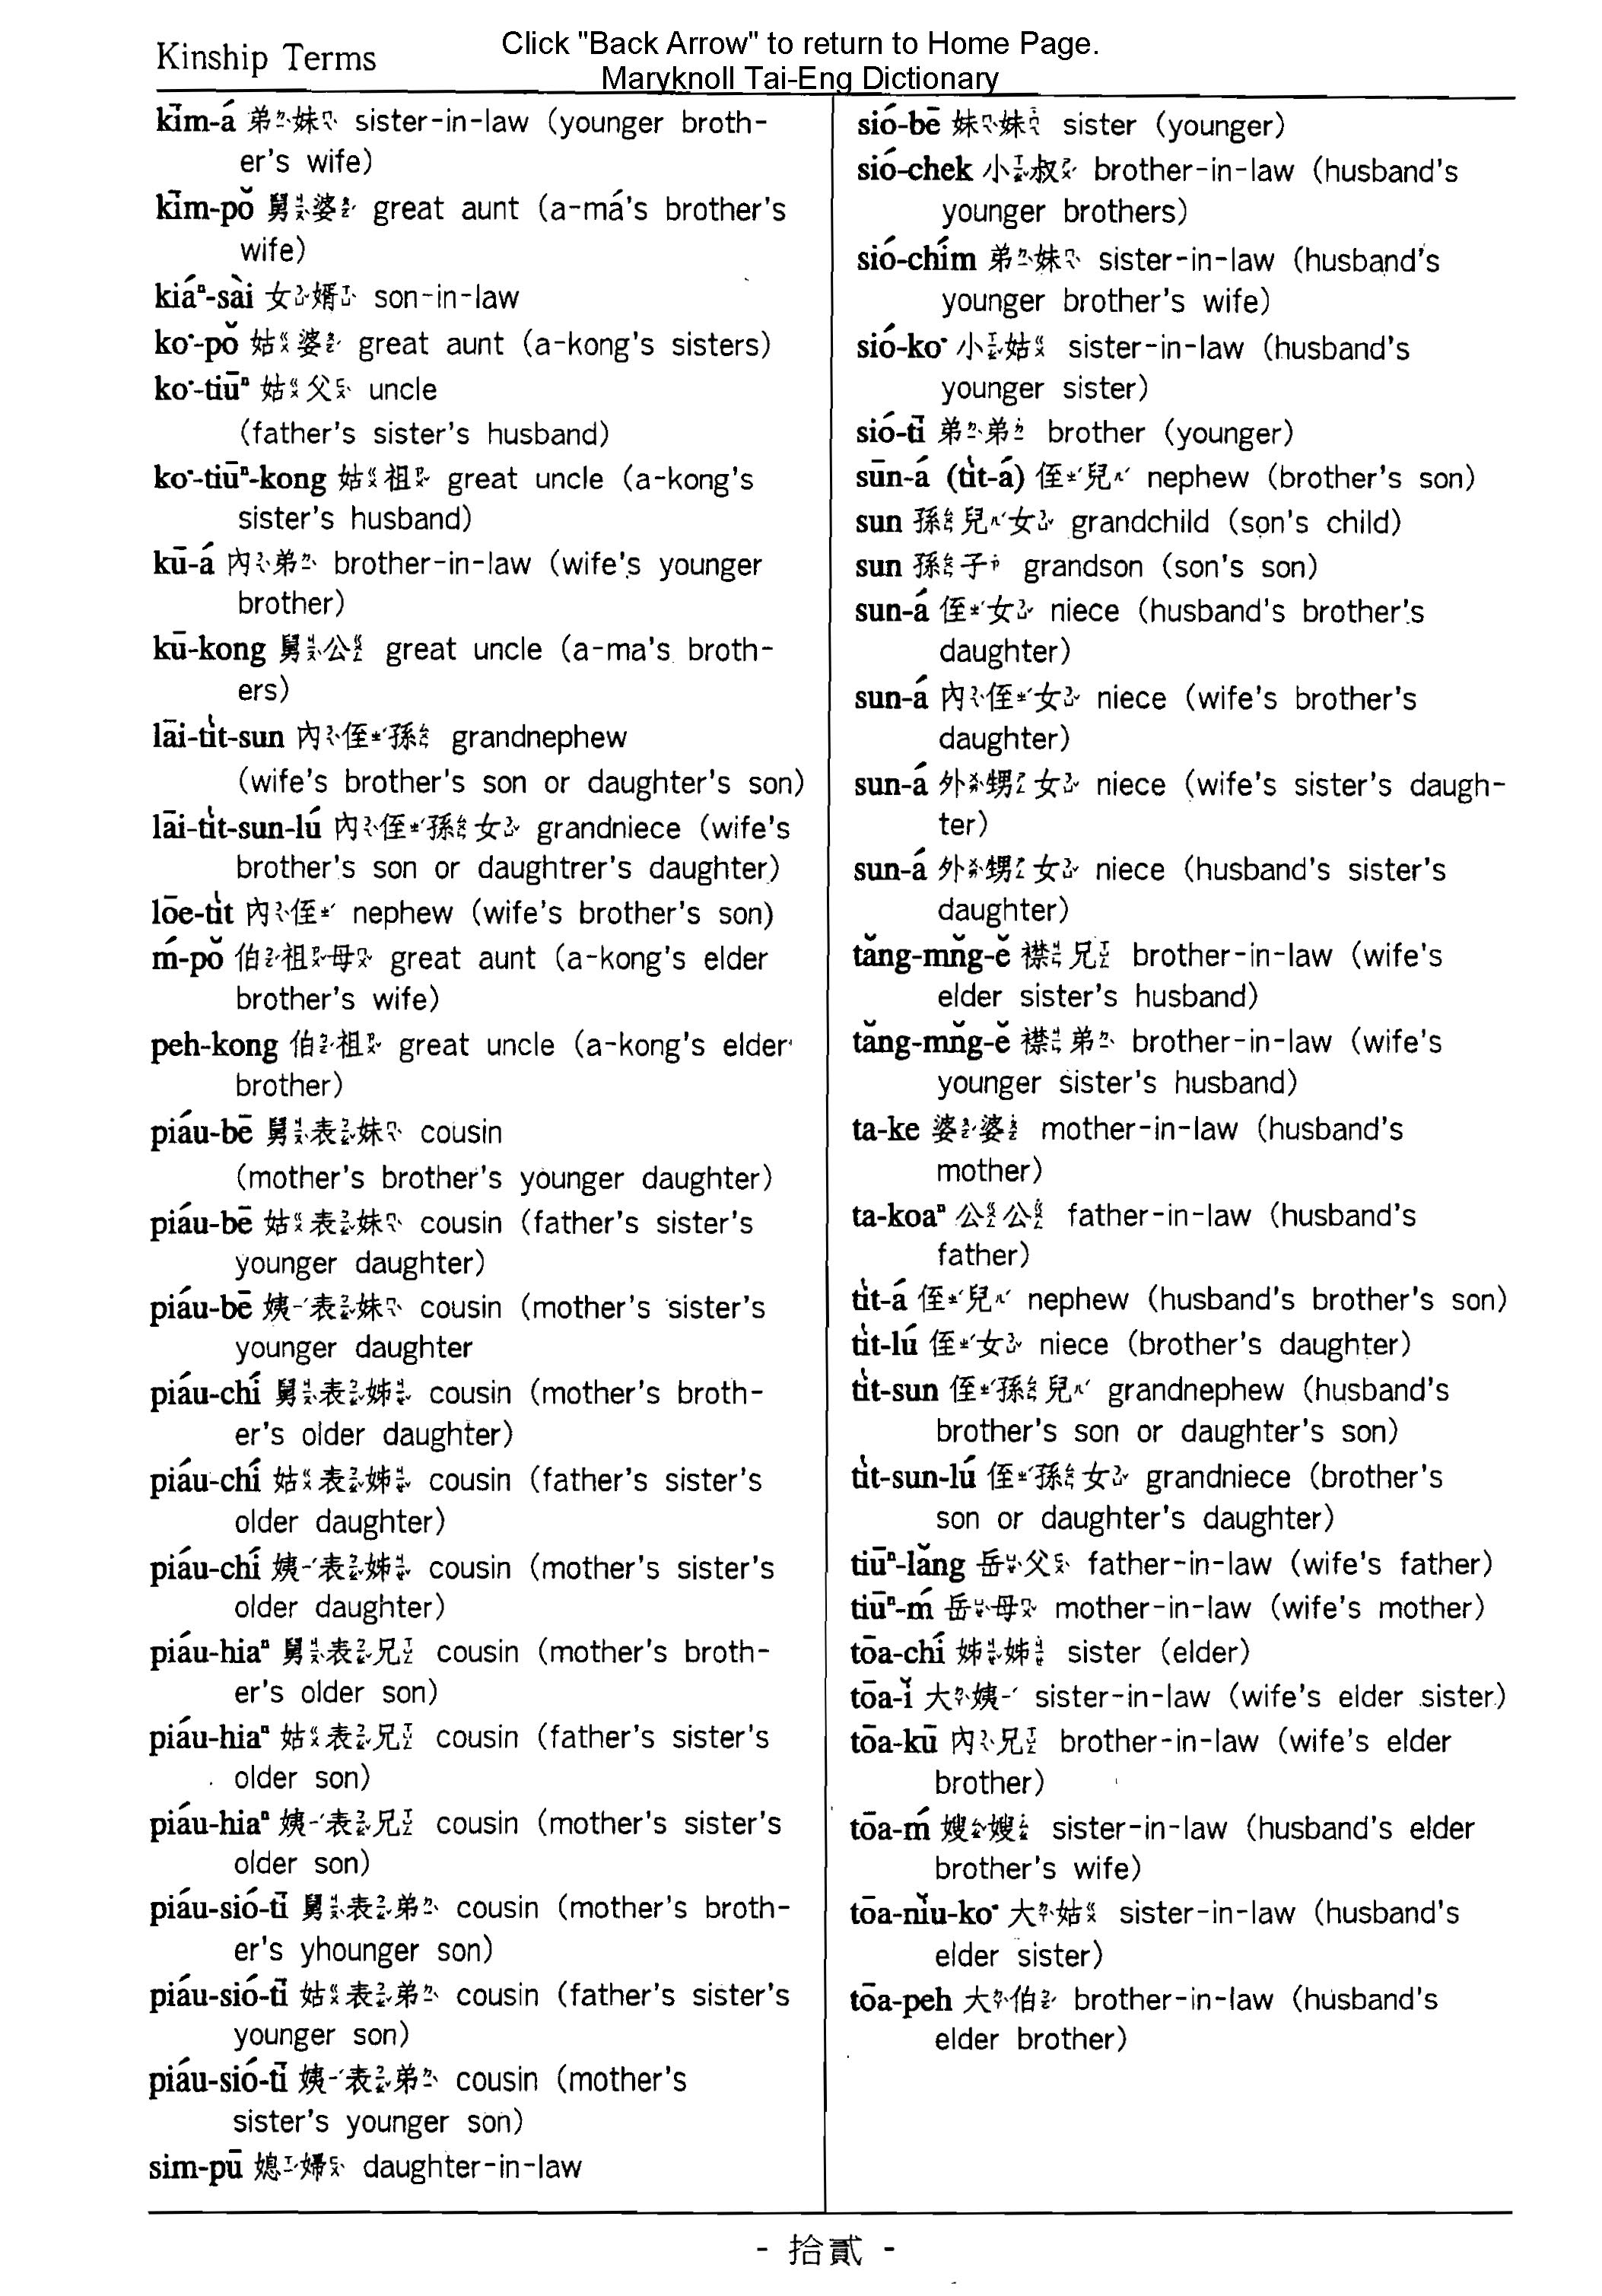 Kinship Terms
Click "Back Arrow" to return to Home Page.
Maryknoll Tai-Eng Dictionary
kīm-á 弟妹 sister-in-law (younger broth-
er's wife)
kīm-pŏ 舅婆 great aunt (a-má's brother's
wife)
kiáⁿ-sài 女婿 son-in-law
ko͘-pŏ 姑婆 great aunt (a-kong's sisters)
ko͘-tiūⁿ 姑父 uncle
(father's sister's husband)
ko͘-tiūⁿ-kong 姑祖 great uncle (a-kong's
sister's husband)
kū-á 內弟 brother-in-law (wife's younger
brother)
kū-kong 舅公 great uncle (a-ma's broth-
ers)
lāi-ti̍t-sun 內侄孫 grandnephew
(wife's brother's son or daughter's son)
lāi-ti̍t-sun-lú 內侄孫女 grandniece (wife's
brother's son or daughtrer's daughter)
lōe-ti̍t 內侄 nephew (wife's brother's son)
ḿ-pŏ 伯祖母 great aunt (a-kong's elder
brother's wife)
peh-kong 伯祖 great uncle (a-kong's elder
brother)
piáu-bē 舅表妹 cousin
(mother's brother's younger daughter)
piáu-bē 姑表妹 cousin (father's sister's
younger daughter)
piáu-bē 姨表妹 cousin (mother's sister's
younger daughter
piáu-chí 舅表姊 cousin (mother's broth-
er's older daughter)
piáu-chí 姑表姊 cousin (father's sister's
older daughter)
piáu-chí 姨表姊 cousin (mother's sister's
older daughter)
piáu-hiaⁿ 舅表兄 cousin (mother's broth-
er's older son)
piáu-hiaⁿ 姑表兄 cousin (father's sister's
older son)
piáu-hiaⁿ 姨表兄 cousin (mother's sister's
older son)
piáu-sió-tī 舅表弟 cousin (mother's broth-
er's yhounger son)
piáu-sió-tī 姑表弟 cousin (father's sister's
younger son)
piáu-sió-tī 姨表弟 cousin (mother's
sister's younger son)
sim-pū 媳婦 daughter-in-law
sió-bē 妹妹 sister (younger)
sió-chek 小叔 brother-in-law (husband's
younger brothers)
sió-chím 弟妹 sister-in-law (husband's
younger brother's wife)
sió-ko͘ 小姑 sister-in-law (husband's
younger sister)
sió-tī 弟弟 brother (younger)
sūn-á (ti̍t-á) 侄兒 nephew (brother's son)
sun 孫兒女 grandchild (son's child)
sun 孫子 grandson (son's son)
sun-á 侄女 niece (husband's brother's
daughter)
sun-á 內侄女 niece (wife's brother's
daughter)
sun-á 外甥女 niece (wife's sister's daugh-
ter)
sun-á 外甥女 niece (husband's sister's
daughter)
tăng-mn̆g-ĕ 襟兄 brother-in-law (wife's
elder sister's husband)
tăng-mn̆g-ĕ 襟弟 brother-in-law (wife's
younger sister's husband)
ta-ke 婆婆 mother-in-law (husband's
mother)
ta-koaⁿ 公公 father-in-law (husband's
father)
ti̍t-á 侄兒 nephew (husband's brother's son)
ti̍t-lú 侄女 niece (brother's daughter)
ti̍t-sun 侄孫兒 grandnephew (husband's
brother's son or daughter's son)
ti̍t-sun-lú 侄孫女 grandniece (brother's
son or daughter's daughter)
tiūⁿ-lăng 岳父 father-in-law (wife's father)
tiūⁿ-ḿ 岳母 mother-in-law (wife's mother)
tōa-chí 姊姊 sister (elder)
tōa-ĭ 大姨 sister-in-law (wife's elder sister)
tōa-kū 內兄 brother-in-law (wife's elder
brother)
tōa-ḿ 嫂嫂 sister-in-law (husband's elder
brother's wife)
tōa-nĭu-ko͘ 大姑 sister-in-law (husband's
elder sister)
tōa-peh 大伯 brother-in-law (husband's
elder brother)
- 拾貳 -